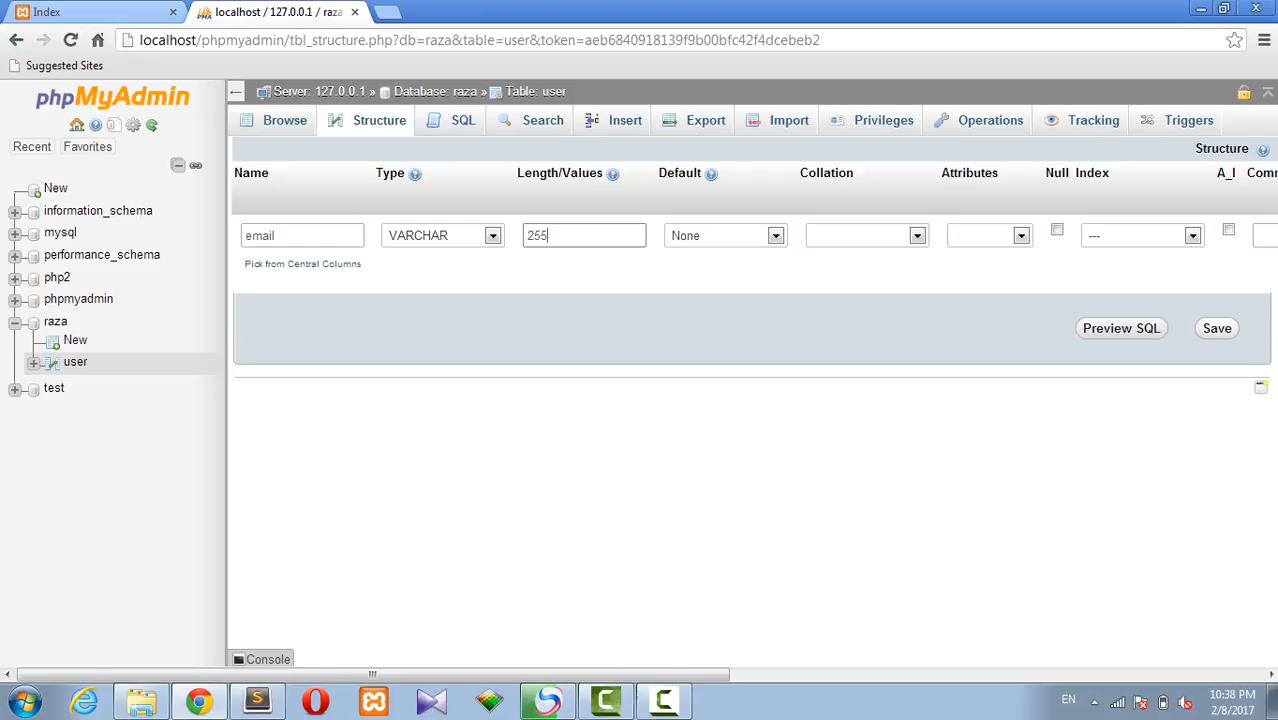 Index
localhost / 127.0.0.1 / raza
localhost/phpmyadmin/tbl_structure.php?db=raza&table=user&token=aeb6840918139f9b00bfc42f4dcebeb2
Suggested Sites
phpMyAdmin
Recent Favorites
New
information_schema
mysql
performance_schema
php2
phpmyadmin
raza
New
user
test
Server: 127.0.0.1 » Database: raza » Table: user
Browse Structure SQL Search Insert Export Import Privileges Operations Tracking Triggers
Structure
Name Type Length/Values Default Collation Attributes Null Index A_I Comm
email VARCHAR 255 None ---
Pick from Central Columns
Preview SQL Save
Console
EN
10:38 PM
2/8/2017